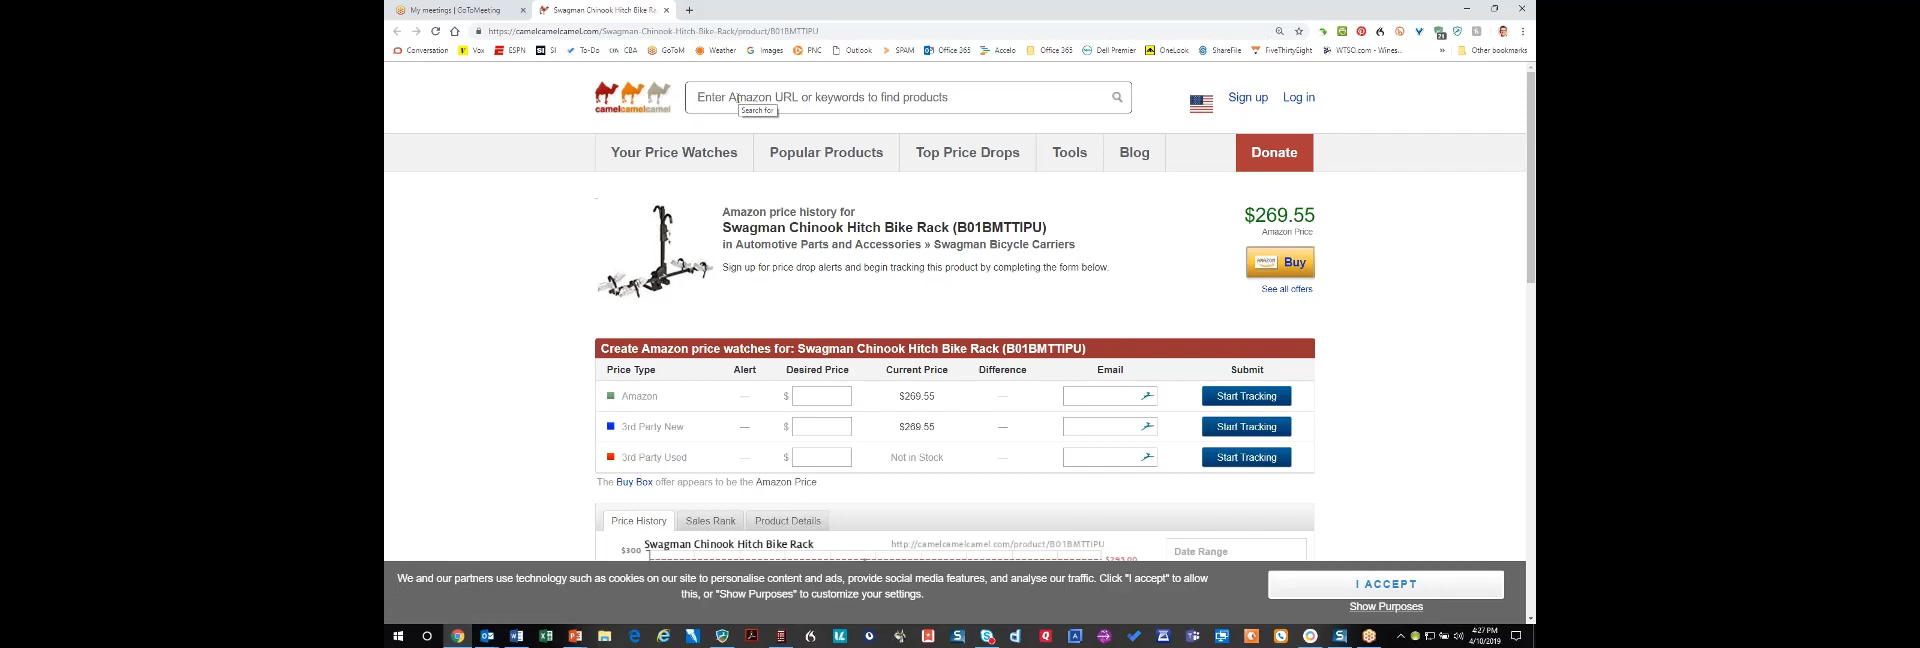 My meetings | GoToMeeting
Swagman Chinook Hitch Bike Ra
https://camelcamelcamel.com/Swagman-Chinook-Hitch-Bike-Rack/product/B01BMTTIPU
Conversation Vox ESPN SI To-Do CBA GoToM Weather Images PNC Outlook SPAM Office 365 Accelo Office 365 Dell Premier OneLook ShareFile FiveThirtyEight WTSO.com - Wines... » Other bookmarks
camelcamelcamel
Enter Amazon URL or keywords to find products
Search for
Sign up Log in
Your Price Watches Popular Products Top Price Drops Tools Blog Donate
Amazon price history for
Swagman Chinook Hitch Bike Rack (B01BMTTIPU)
in Automotive Parts and Accessories » Swagman Bicycle Carriers
Sign up for price drop alerts and begin tracking this product by completing the form below.
$269.55
Amazon Price
amazon Buy
See all offers
Create Amazon price watches for: Swagman Chinook Hitch Bike Rack (B01BMTTIPU)
Price Type Alert Desired Price Current Price Difference Email Submit
Amazon — $ $269.55 — Start Tracking
3rd Party New — $ $269.55 — Start Tracking
3rd Party Used — $ Not in Stock — Start Tracking
The Buy Box offer appears to be the Amazon Price
Price History Sales Rank Product Details
$300 Swagman Chinook Hitch Bike Rack http://camelcamelcamel.com/product/B01BMTTIPU
Date Range
We and our partners use technology such as cookies on our site to personalise content and ads, provide social media features, and analyse our traffic. Click "I accept" to allow
this, or "Show Purposes" to customize your settings.
I ACCEPT
Show Purposes
4:27 PM
4/10/2019